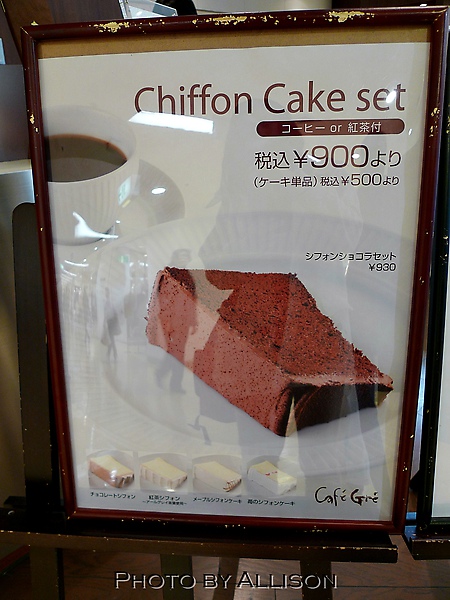 Chiffon Cake set
コーヒー or 紅茶付
税込￥900より
(ケーキ単品) 税込￥500より
シフォンショコラセット
￥930
チョコレートシフォン
紅茶シフォン
メープルシフォンケーキ
苺のシフォンケーキ
Café Gré
PHOTO BY ALLISON